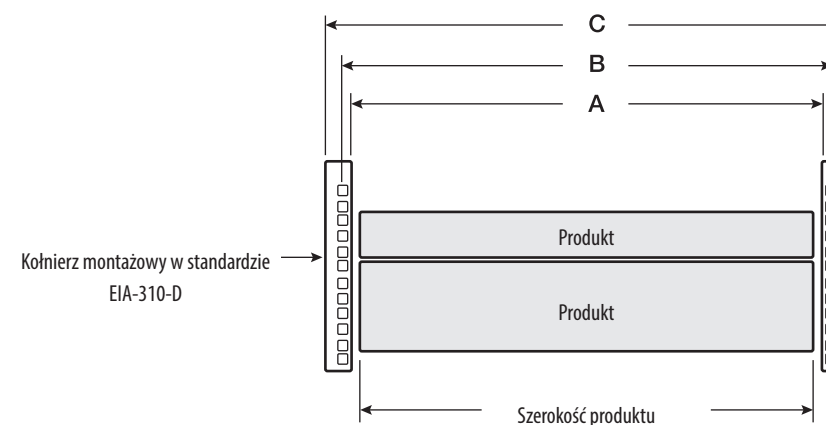 C
B
A
Produkt
Kołnierz montażowy w standardzie
EIA-310-D
Produkt
Szerokość produktu